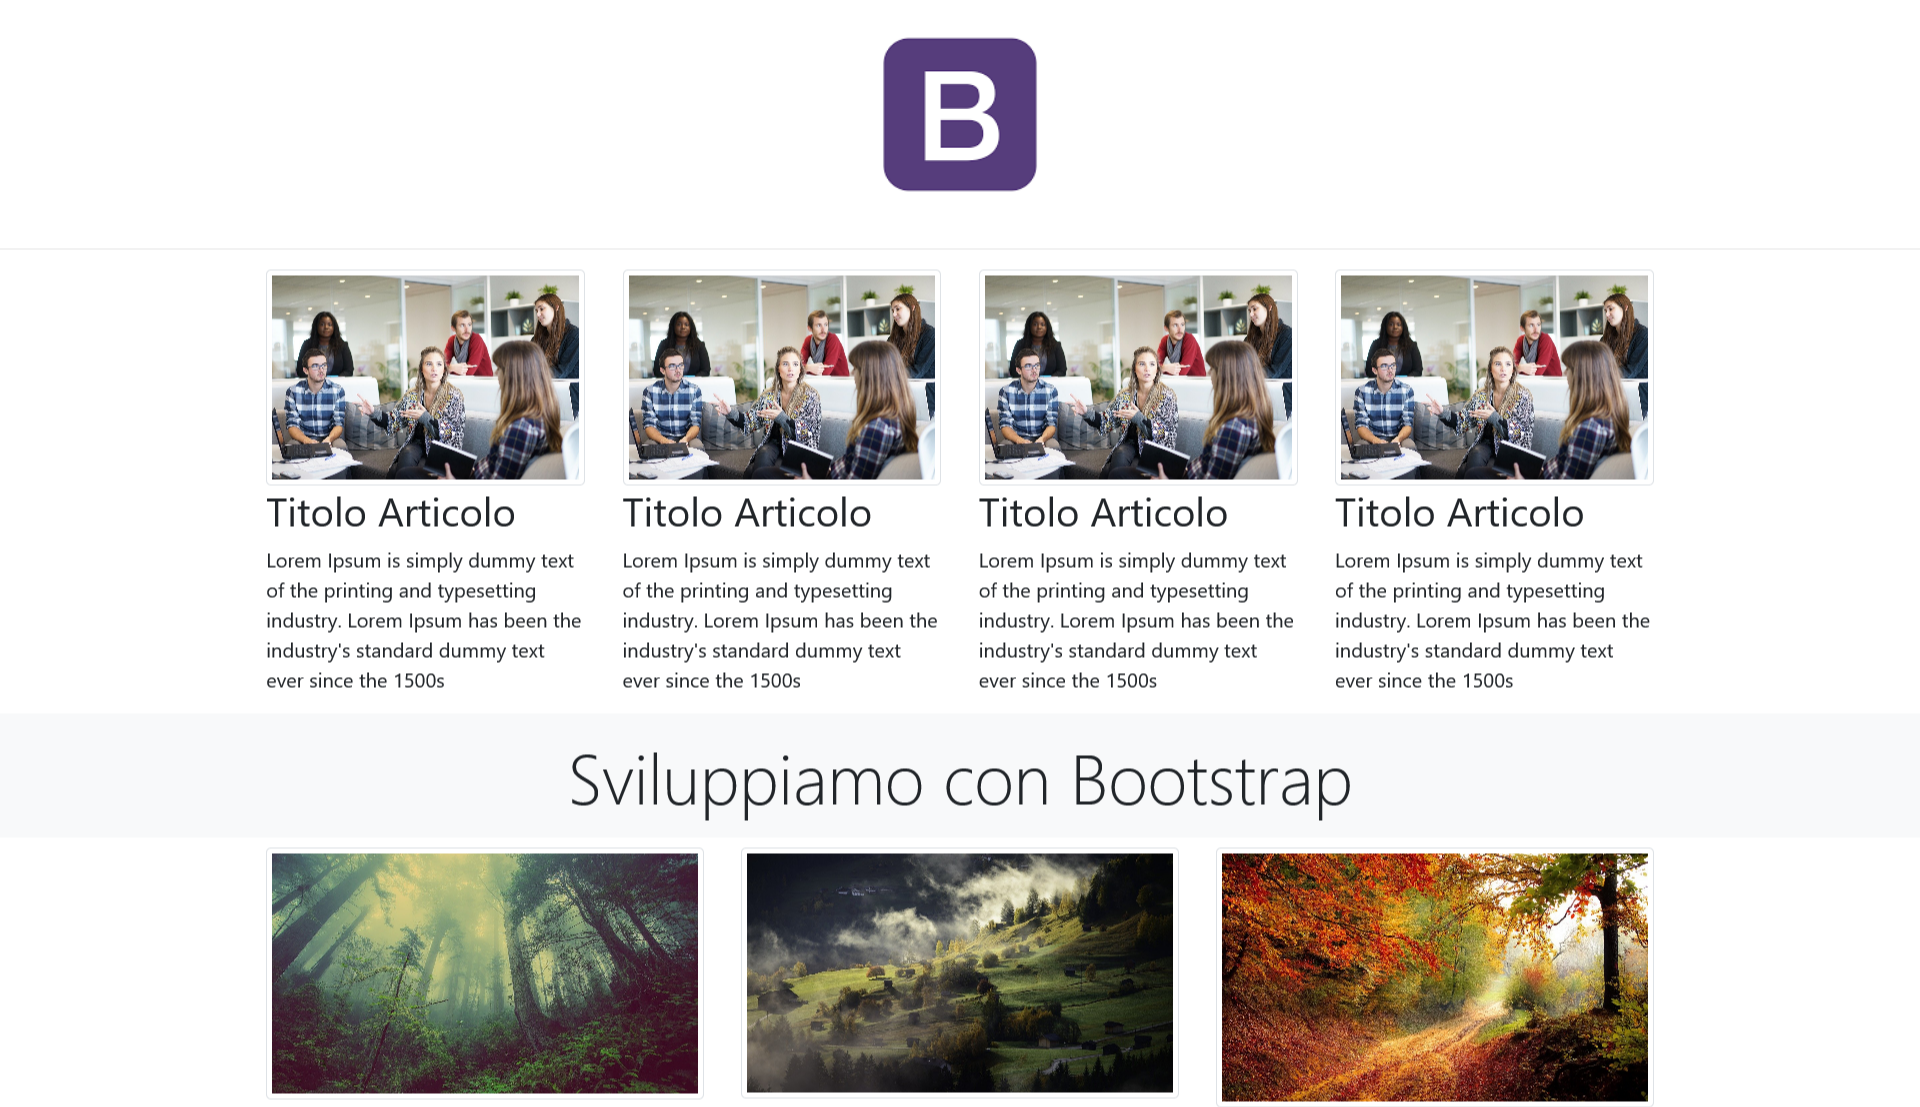 B
Titolo Articolo
Lorem Ipsum is simply dummy text
of the printing and typesetting
industry. Lorem Ipsum has been the
industry's standard dummy text
ever since the 1500s
Titolo Articolo
Lorem Ipsum is simply dummy text
of the printing and typesetting
industry. Lorem Ipsum has been the
industry's standard dummy text
ever since the 1500s
Titolo Articolo
Lorem Ipsum is simply dummy text
of the printing and typesetting
industry. Lorem Ipsum has been the
industry's standard dummy text
ever since the 1500s
Titolo Articolo
Lorem Ipsum is simply dummy text
of the printing and typesetting
industry. Lorem Ipsum has been the
industry's standard dummy text
ever since the 1500s
Sviluppiamo con Bootstrap